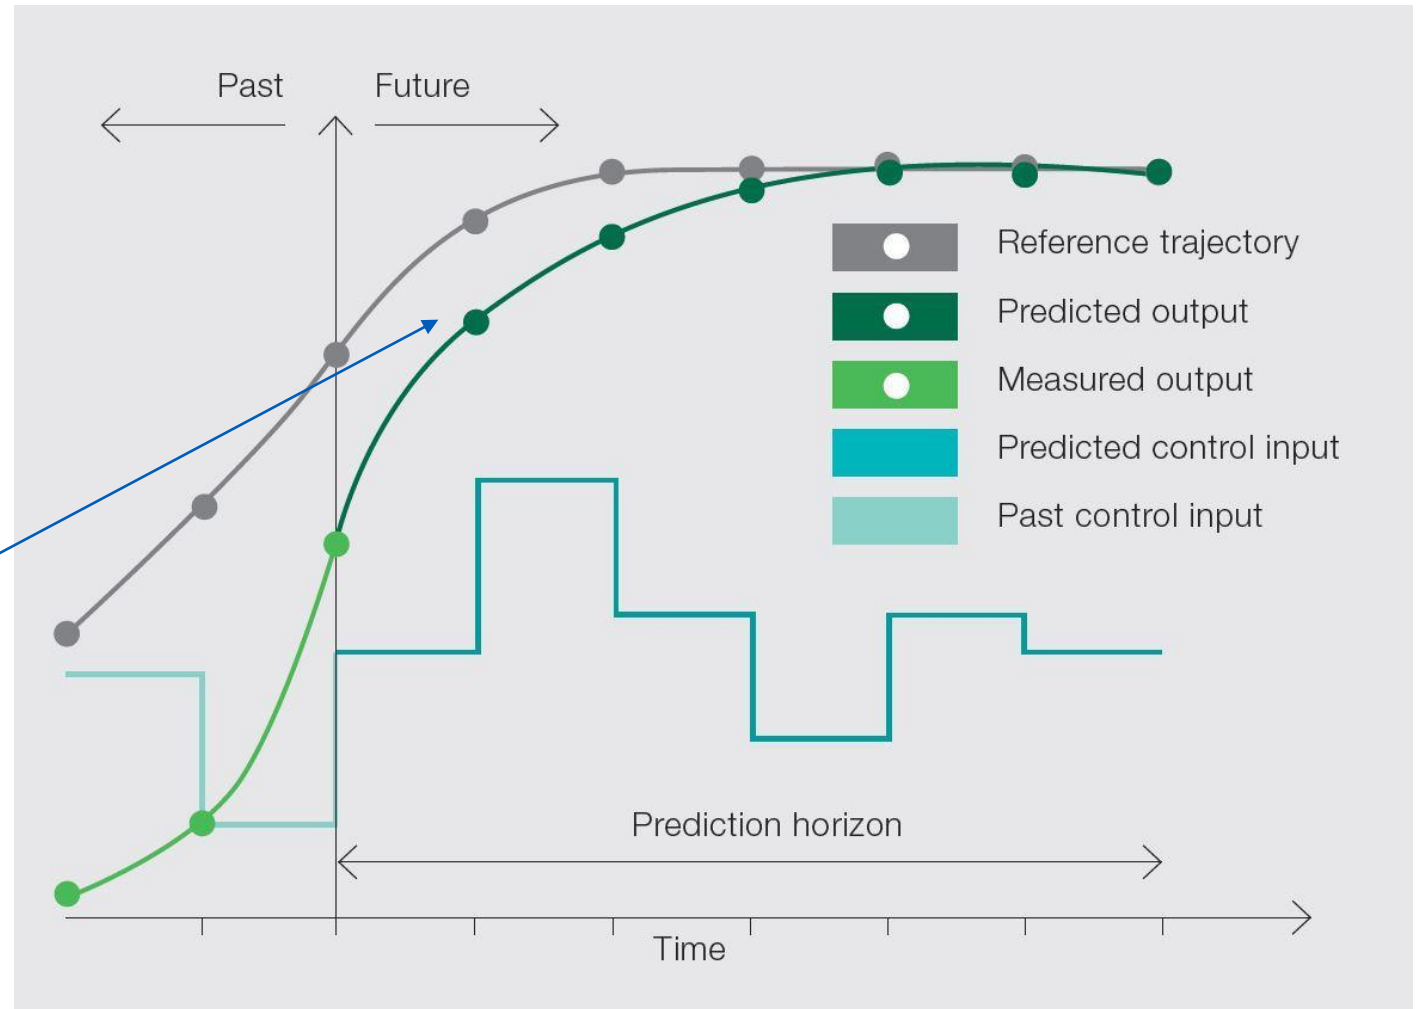 Past
Future
Reference trajectory
Predicted output
Measured output
Predicted control input
Past control input
Prediction horizon
Time